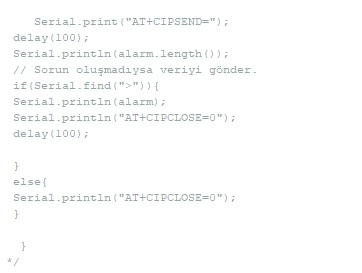 Serial.print("AT+CIPSEND=");
delay(100);
Serial.println(alarm.length());
// Sorun oluşmadıysa veriyi gönder.
if(Serial.find(">")){
Serial.println(alarm);
Serial.println("AT+CIPCLOSE=0");
delay(100);
}
else{
Serial.println("AT+CIPCLOSE=0");
}
}
*/